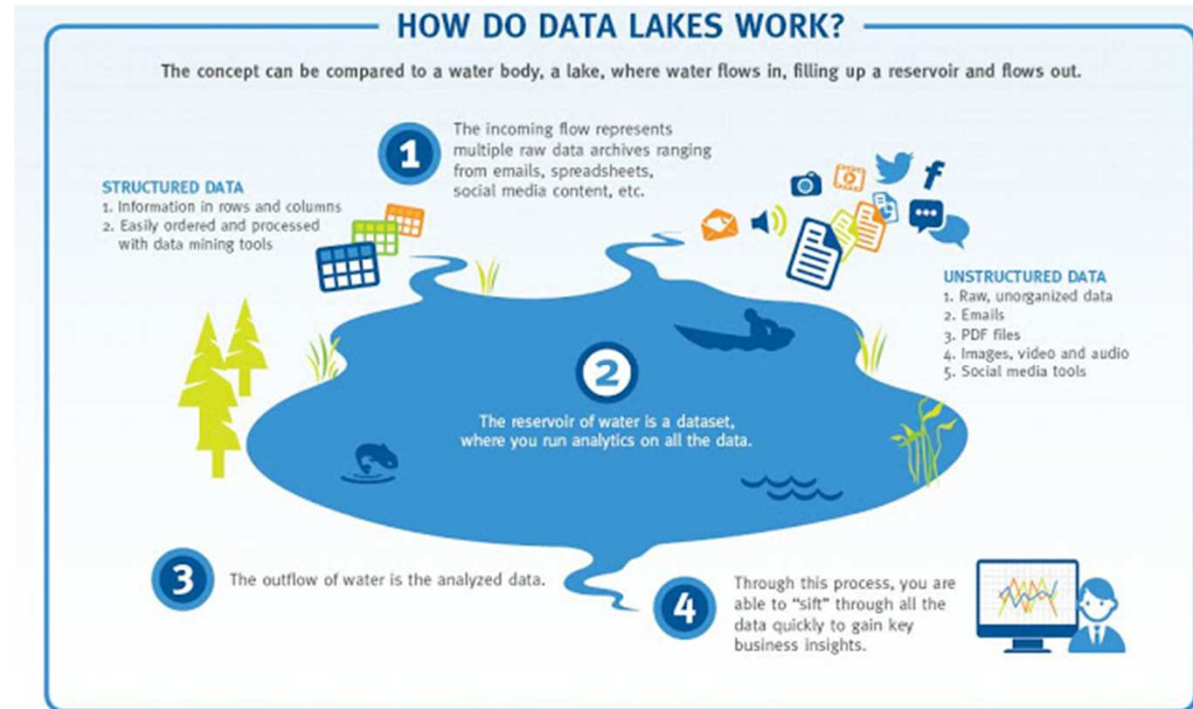 HOW DO DATA LAKES WORK?
The concept can be compared to a water body, a lake, where water flows in, filling up a reservoir and flows out.
1
The incoming flow represents
multiple raw data archives ranging
from emails, spreadsheets,
social media content, etc.
STRUCTURED DATA
1. Information in rows and columns
2. Easily ordered and processed
with data mining tools
UNSTRUCTURED DATA
1. Raw, unorganized data
2. Emails
3. PDF files
4. Images, video and audio
5. Social media tools
2
The reservoir of water is a dataset,
where you run analytics on all the data.
3
The outflow of water is the analyzed data.
4
Through this process, you are
able to “sift” through all the
data quickly to gain key
business insights.